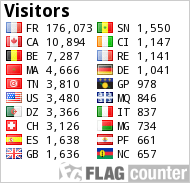 Visitors
FR 176,073 SN 1,550
CA 10,894 CI 1,147
BE 7,287 RE 1,141
MA 4,666 DE 1,041
TN 3,810 GP 978
US 3,480 MQ 846
DZ 3,366 IT 837
CH 3,126 MG 734
ES 1,638 PF 661
GB 1,636 NC 657
FLAG counter